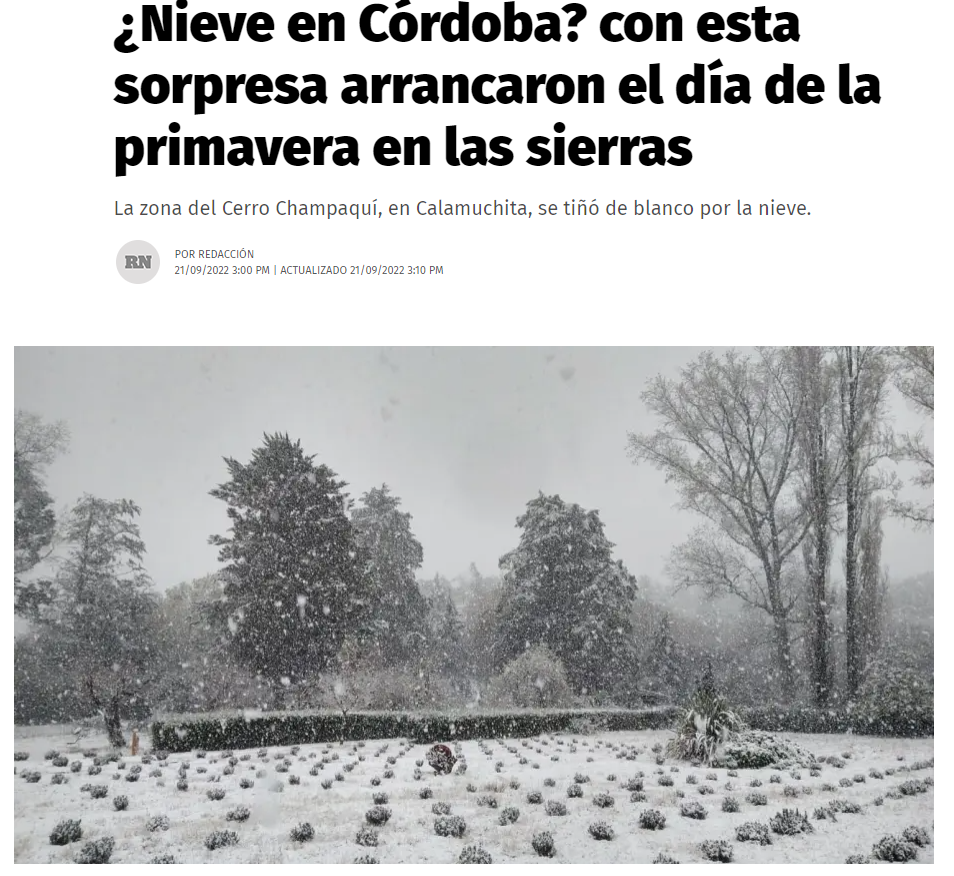 ¿Nieve en Córdoba? con esta
sorpresa arrancaron el día de la
primavera en las sierras
La zona del Cerro Champaquí, en Calamuchita, se tiñó de blanco por la nieve.
RN
POR REDACCIÓN
21/09/2022 3:00 PM | ACTUALIZADO 21/09/2022 3:10 PM